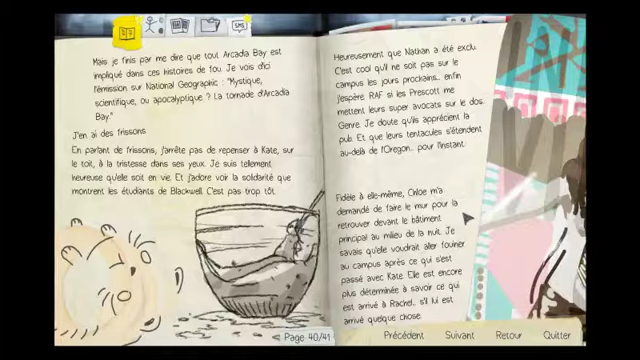 SMS
Mais je finis par me dire que tout Arcadia Bay est
impliqué dans ces histoires de fou. Je vois d'ici
l'émission sur National Geographic : "Mystique,
scientifique, ou apocalyptique ? La tornade d'Arcadia
Bay."
J'en ai des frissons
En parlant de frissons, j'arrête pas de repenser à Kate, sur
le toit, à la tristesse dans ses yeux. Je suis tellement
heureuse qu'elle soit en vie. Et j'adore voir la solidarité que
montrent les étudiants de Blackwell. C'est pas trop tôt.
Heureusement que Nathan a été exclu.
C'est cool qu'il ne soit pas sur le
campus les jours prochains... enfin
j'espère. RAF si les Prescott me
mettent leurs super avocats sur le dos.
Genre. Je doute qu'ils apprécient la
pub. Et que leurs tentacules s'étendent
au-delà de l'Oregon... pour l'instant.
Fidèle à elle-même, Chloe m'a
demandé de faire le mur pour la
retrouver devant le bâtiment
principal au milieu de la nuit. Je
savais qu'elle voudrait aller fouiner
au campus après ce qui s'est
passé avec Kate. Elle est encore
plus déterminée à savoir ce qui
est arrivé à Rachel... s'il lui est
arrivé quelque chose.
Page 40/41
Précédent Suivant Retour Quitter